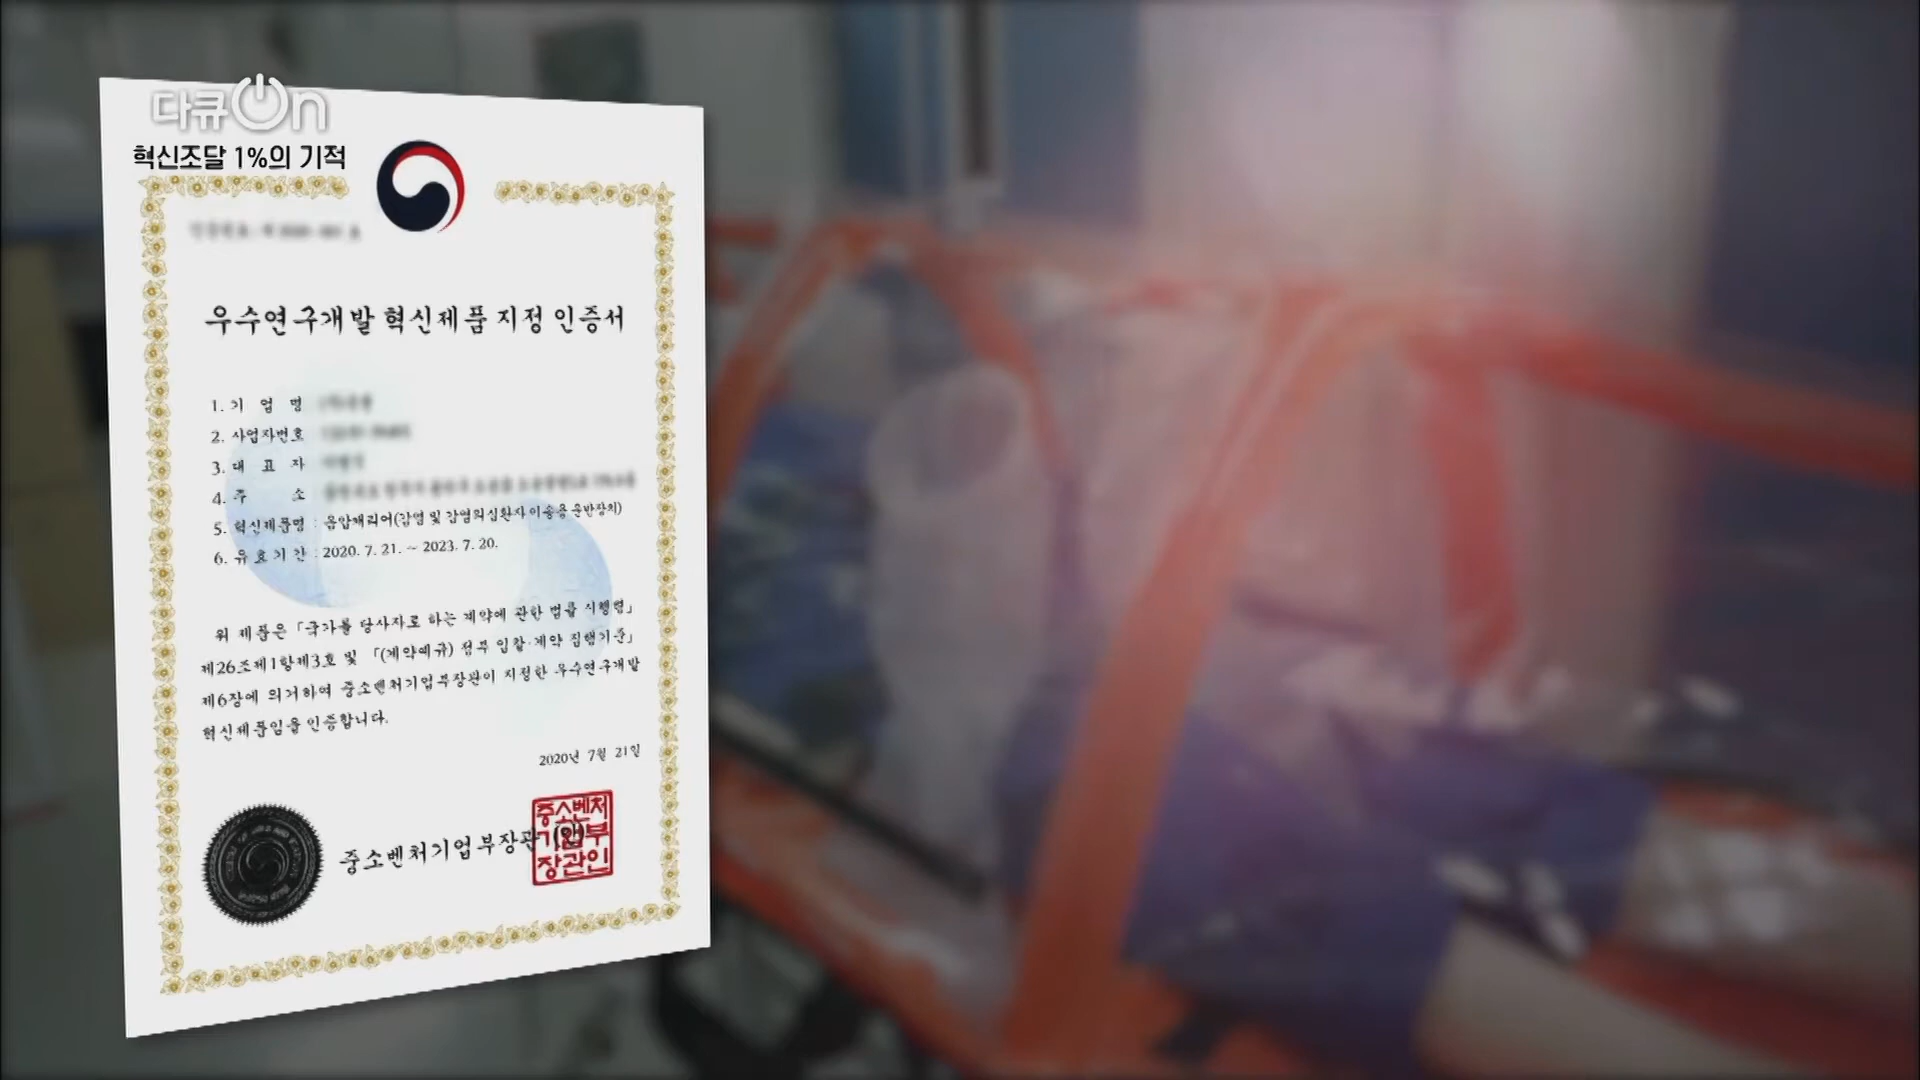 다큐On
혁신조달 1%의 기적
우수연구개발 혁신제품 지정 인증서
1. 기 업 명 :
2. 사업자번호 :
3. 대 표 자 :
4. 주 소 :
5. 혁신제품명 : 음압캐리어(감염 및 감염의심환자 이송용 운반장치)
6. 유효기간 : 2020. 7. 21. ~ 2023. 7. 20.
위 제품은 「국가를 당사자로 하는 계약에 관한 법률 시행령」
제26조제1항제3호 및 「(계약예규) 정부 입찰·계약 집행기준」
제6장에 의거하여 중소벤처기업부장관이 지정한 우수연구개발
혁신제품임을 인증합니다.
2020년 7월 21일
중소벤처기업부장관 (인)
중소벤처
기업부
장관인